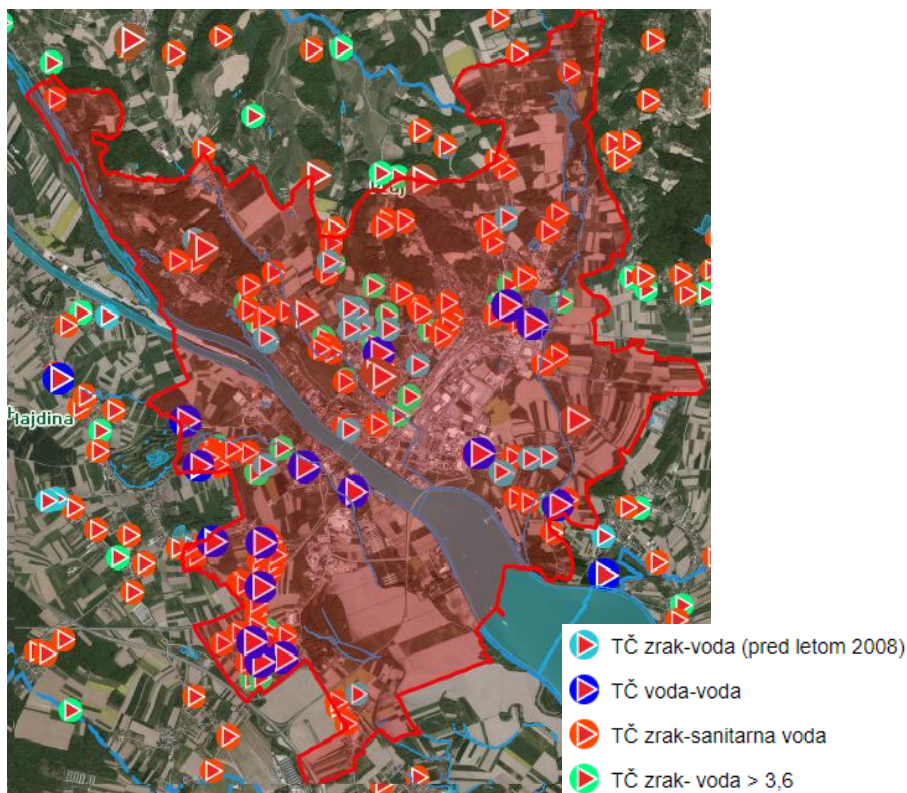 Hajdina
TČ zrak-voda (pred letom 2008)
TČ voda-voda
TČ zrak-sanitarna voda
TČ zrak- voda > 3,6